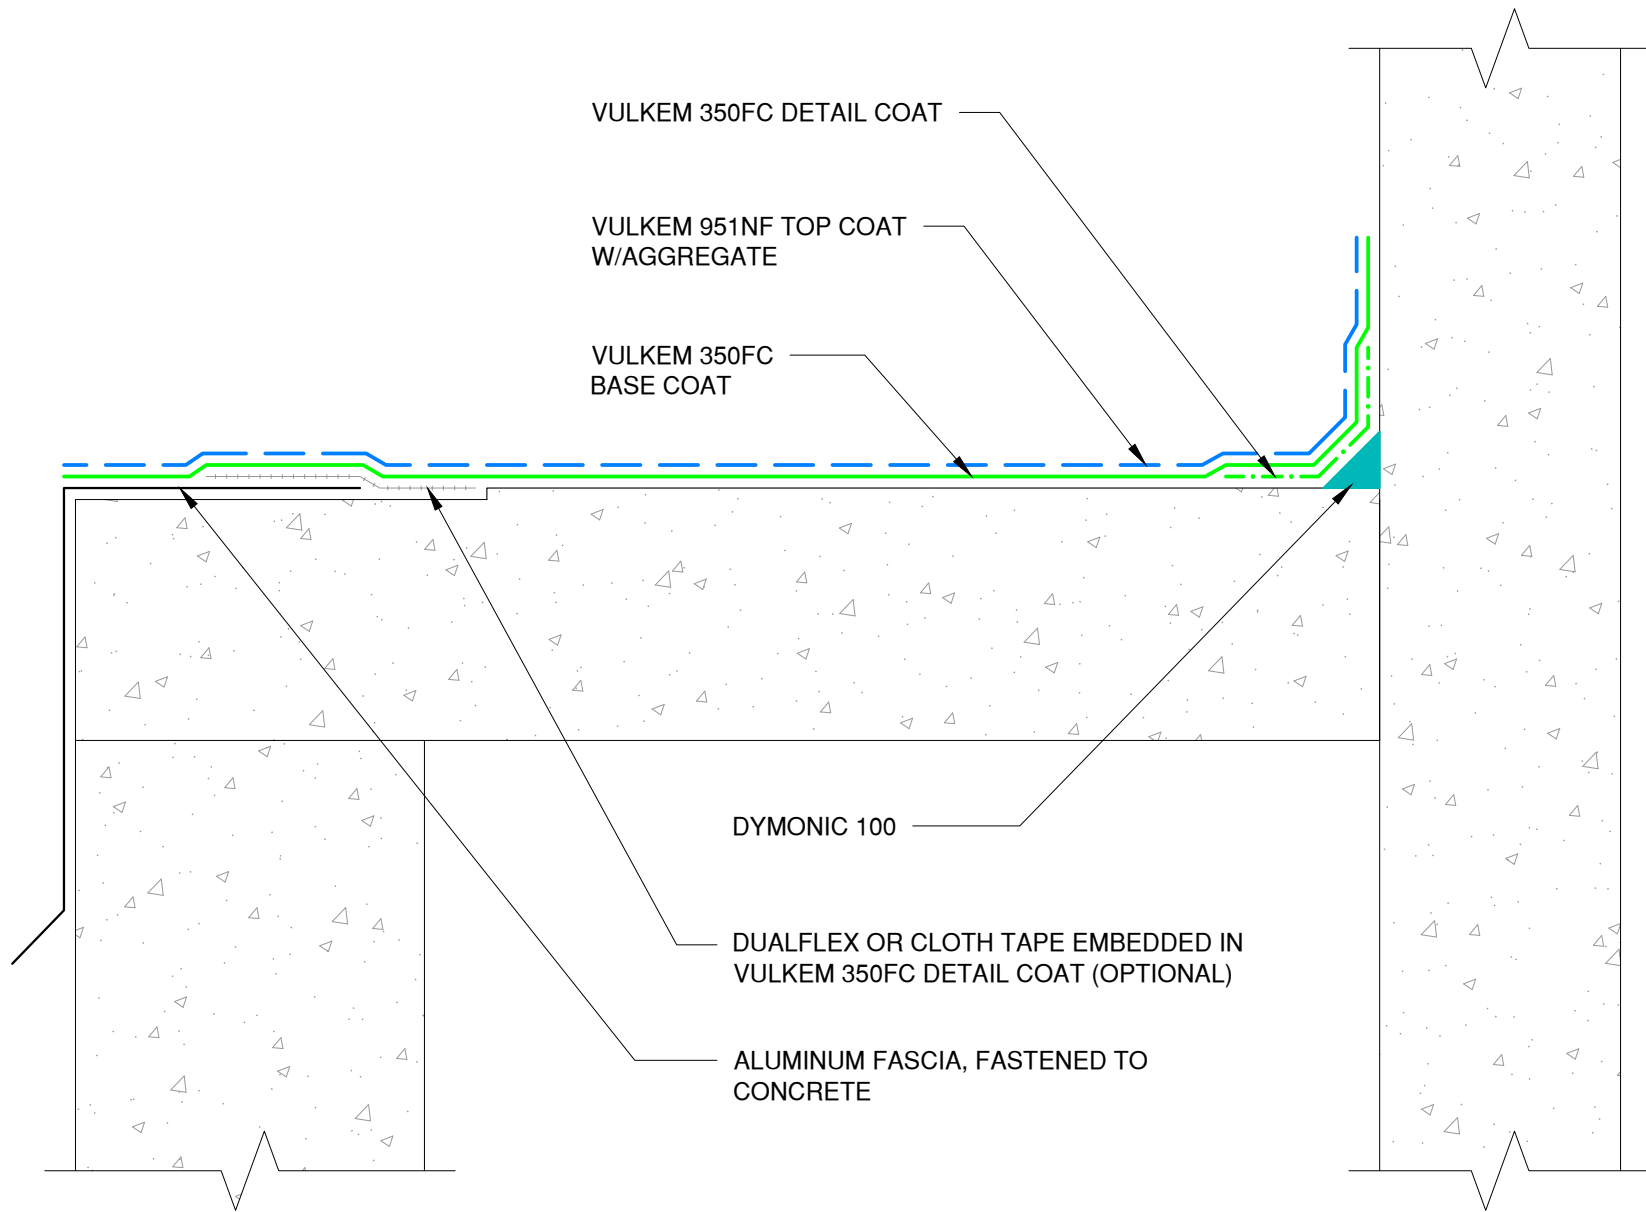 VULKEM 350FC DETAIL COAT
VULKEM 951NF TOP COAT
W/AGGREGATE
VULKEM 350FC
BASE COAT
DYMONIC 100
DUALFLEX OR CLOTH TAPE EMBEDDED IN
VULKEM 350FC DETAIL COAT (OPTIONAL)
ALUMINUM FASCIA, FASTENED TO
CONCRETE